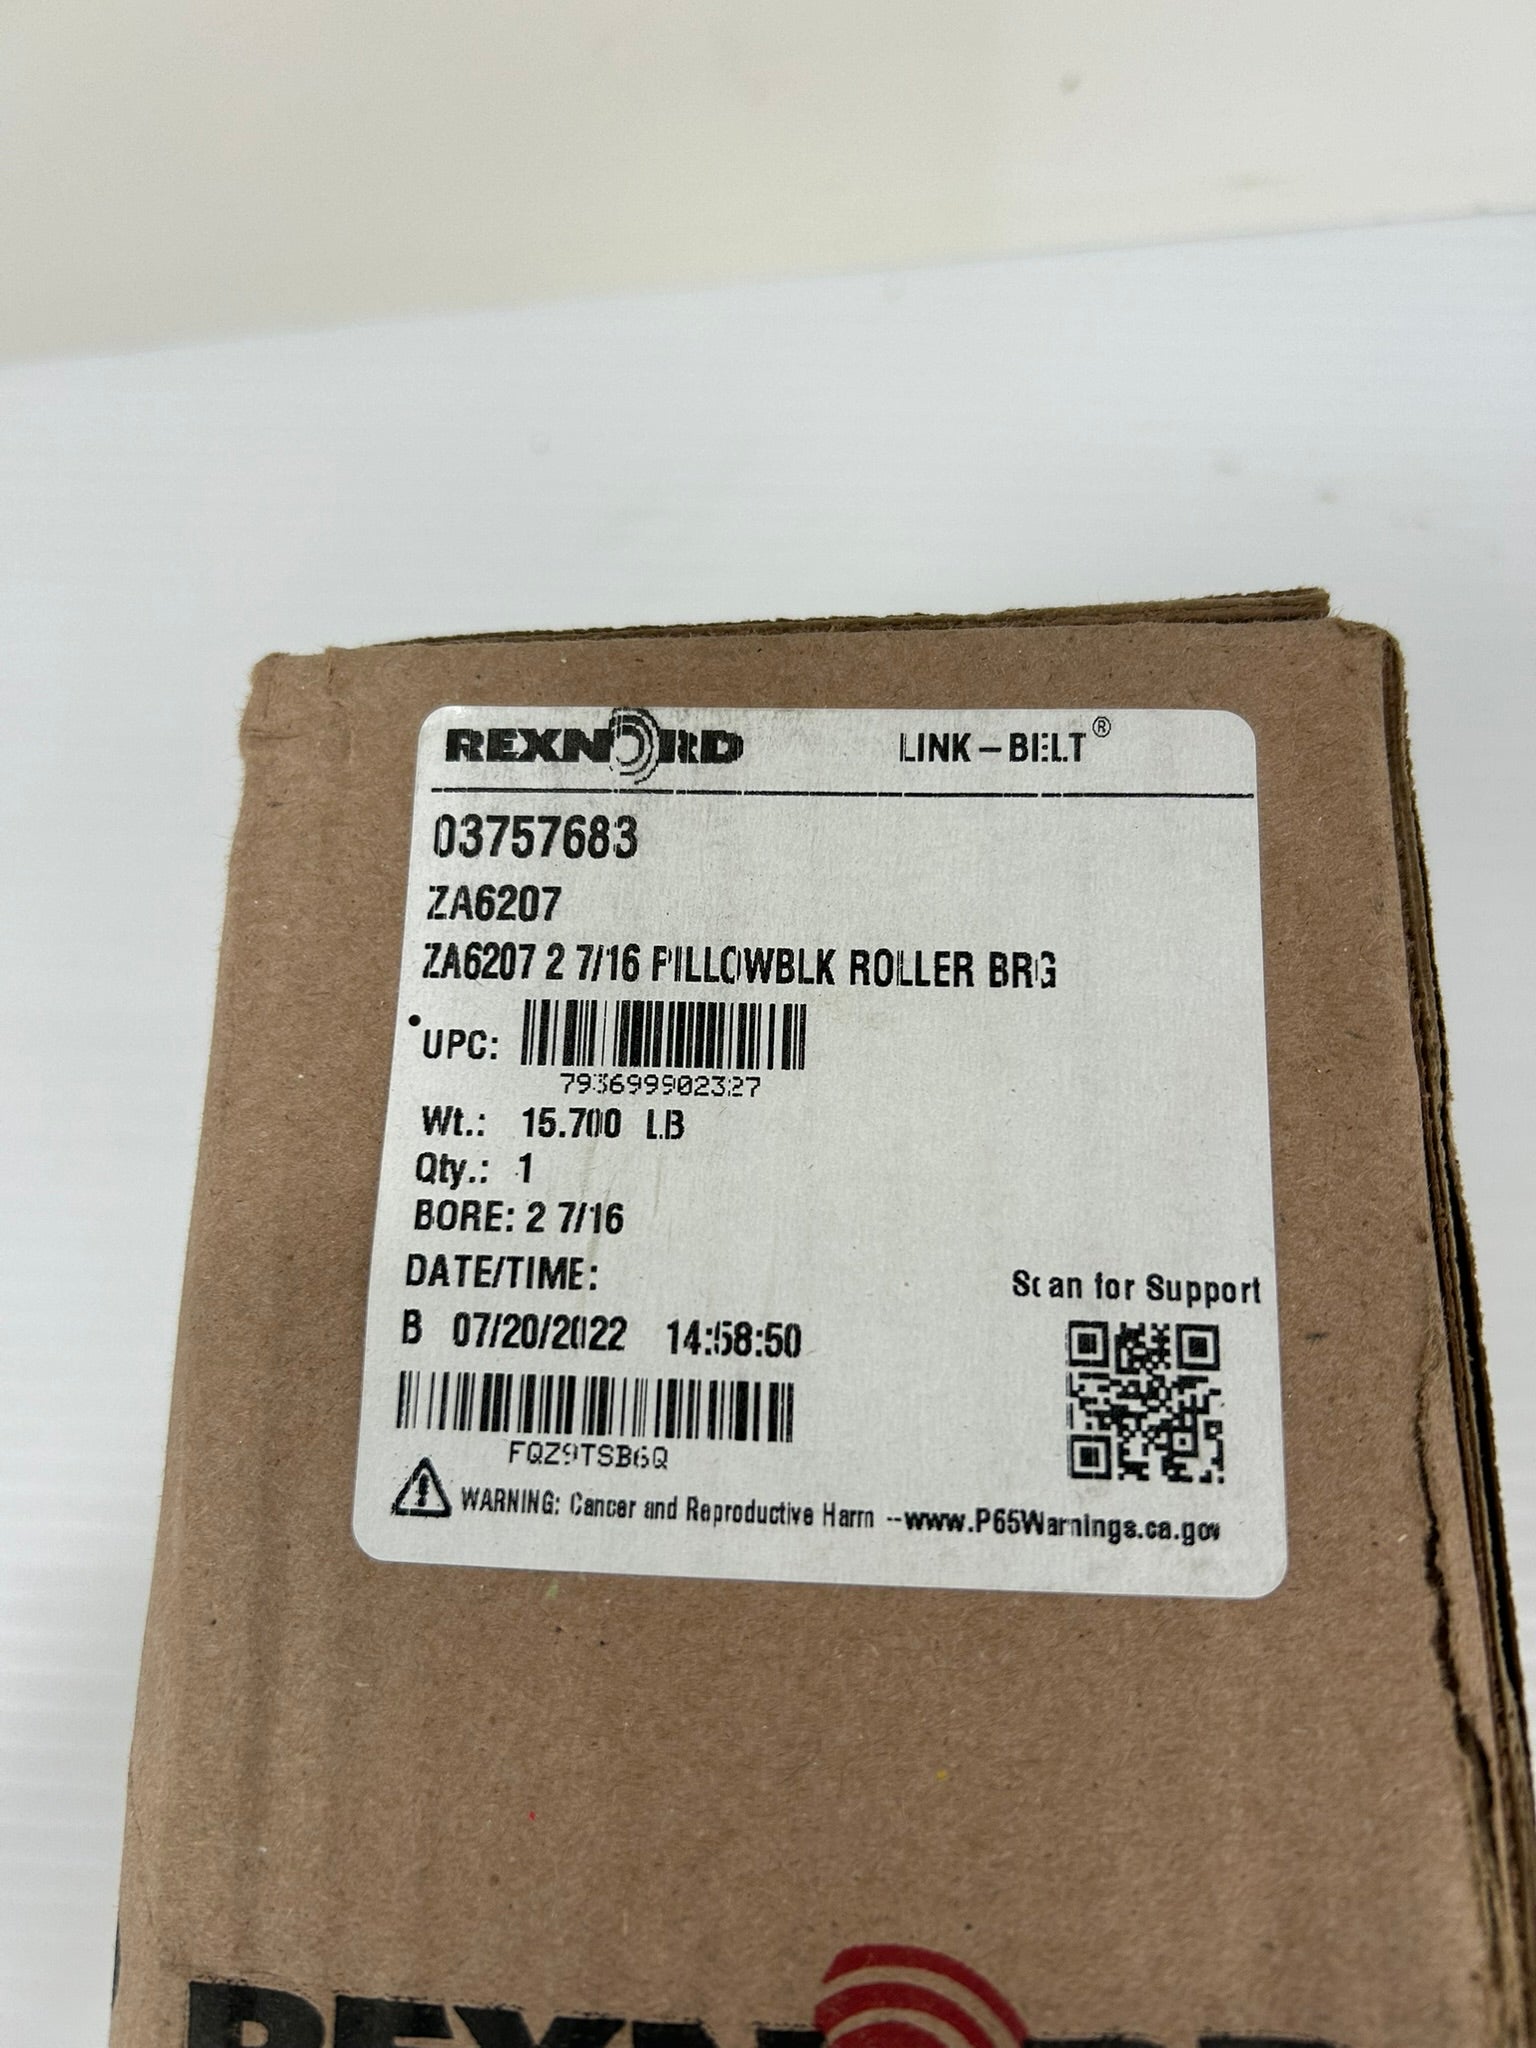 REXNORD LINK-BELT®
03757683
ZA6207
ZA6207 2 7/16 PILLOWBLK ROLLER BRG
UPC:
793699902327
Wt.: 15.700 LB
Qty.: 1
BORE: 2 7/16
DATE/TIME:
Scan for Support
B 07/20/2022 14:58:50
FQZ9TSB6Q
WARNING: Cancer and Reproductive Harm --www.P65Warnings.ca.gov
REXNORD